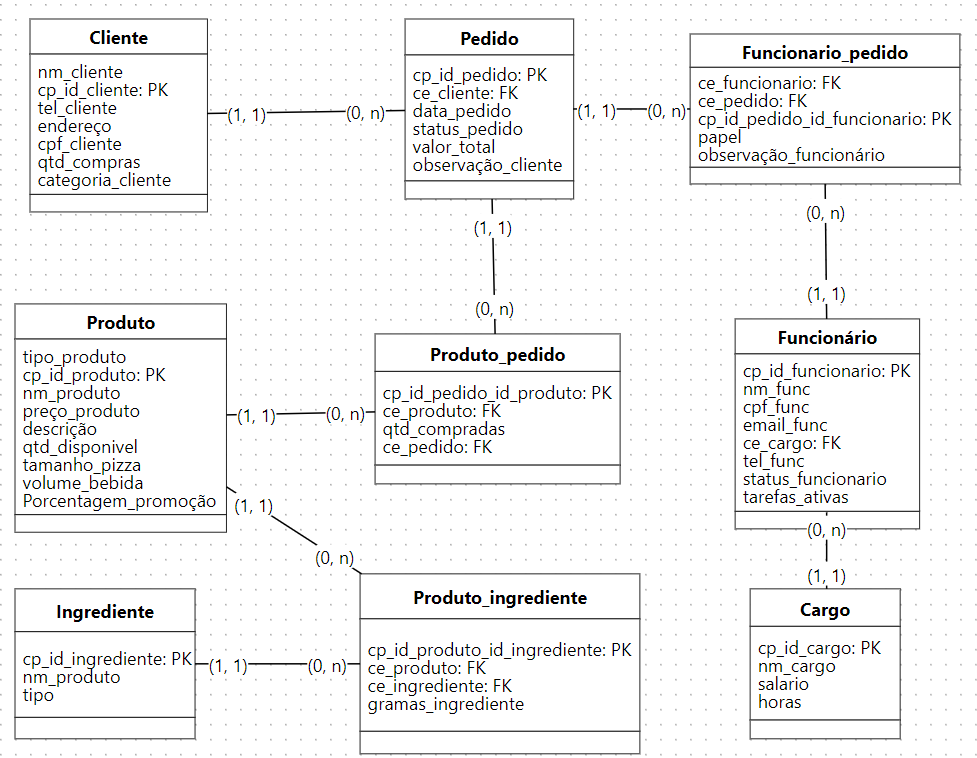 Cliente
nm_cliente
cp_id_cliente: PK
tel_cliente
endereço
cpf_cliente
qtd_compras
categoria_cliente
(1, 1)
(0, n)
Pedido
cp_id_pedido: PK
ce_cliente: FK
data_pedido
status_pedido
valor_total
observação_cliente
(1, 1)
(0, n)
Funcionario_pedido
ce_funcionario: FK
ce_pedido: FK
cp_id_pedido_id_funcionario: PK
papel
observação_funcionário
(1, 1)
(0, n)
(0, n)
(1, 1)
Produto
tipo_produto
cp_id_produto: PK
nm_produto
preço_produto
descrição
qtd_disponivel
tamanho_pizza
volume_bebida
Porcentagem_promoção
(1, 1)
(0, n)
Produto_pedido
cp_id_pedido_id_produto: PK
ce_produto: FK
qtd_compradas
ce_pedido: FK
Funcionário
cp_id_funcionario: PK
nm_func
cpf_func
email_func
ce_cargo: FK
tel_func
status_funcionario
tarefas_ativas
(1, 1)
(0, n)
(0, n)
(1, 1)
Ingrediente
cp_id_ingrediente: PK
nm_produto
tipo
(1, 1)
(0, n)
Produto_ingrediente
cp_id_produto_id_ingrediente: PK
ce_produto: FK
ce_ingrediente: FK
gramas_ingrediente
Cargo
cp_id_cargo: PK
nm_cargo
salario
horas